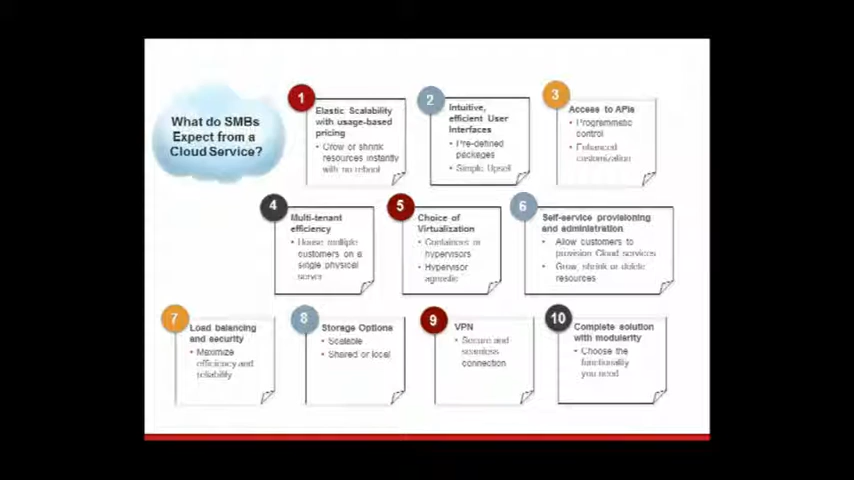 What do SMBs
Expect from a
Cloud Service?
1
Elastic Scalability
with usage-based
pricing
• Grow or shrink
resources instantly
with no reboot
2
Intuitive,
efficient User
Interfaces
• Pre-defined
packages
• Simple Upsell
3
Access to APIs
• Programmatic
control
• Enhanced
customization
4
Multi-tenant
efficiency
• House multiple
customers on a
single physical
server
5
Choice of
Virtualization
• Containers or
hypervisors
• Hypervisor
agnostic
6
Self-service provisioning
and administration
• Allow customers to
provision Cloud services
• Grow, shrink or delete
resources
7
Load balancing
and security
• Maximize
efficiency and
reliability
8
Storage Options
• Scalable
• Shared or local
9
VPN
• Secure and
seamless
connection
10
Complete solution
with modularity
• Choose the
functionality
you need